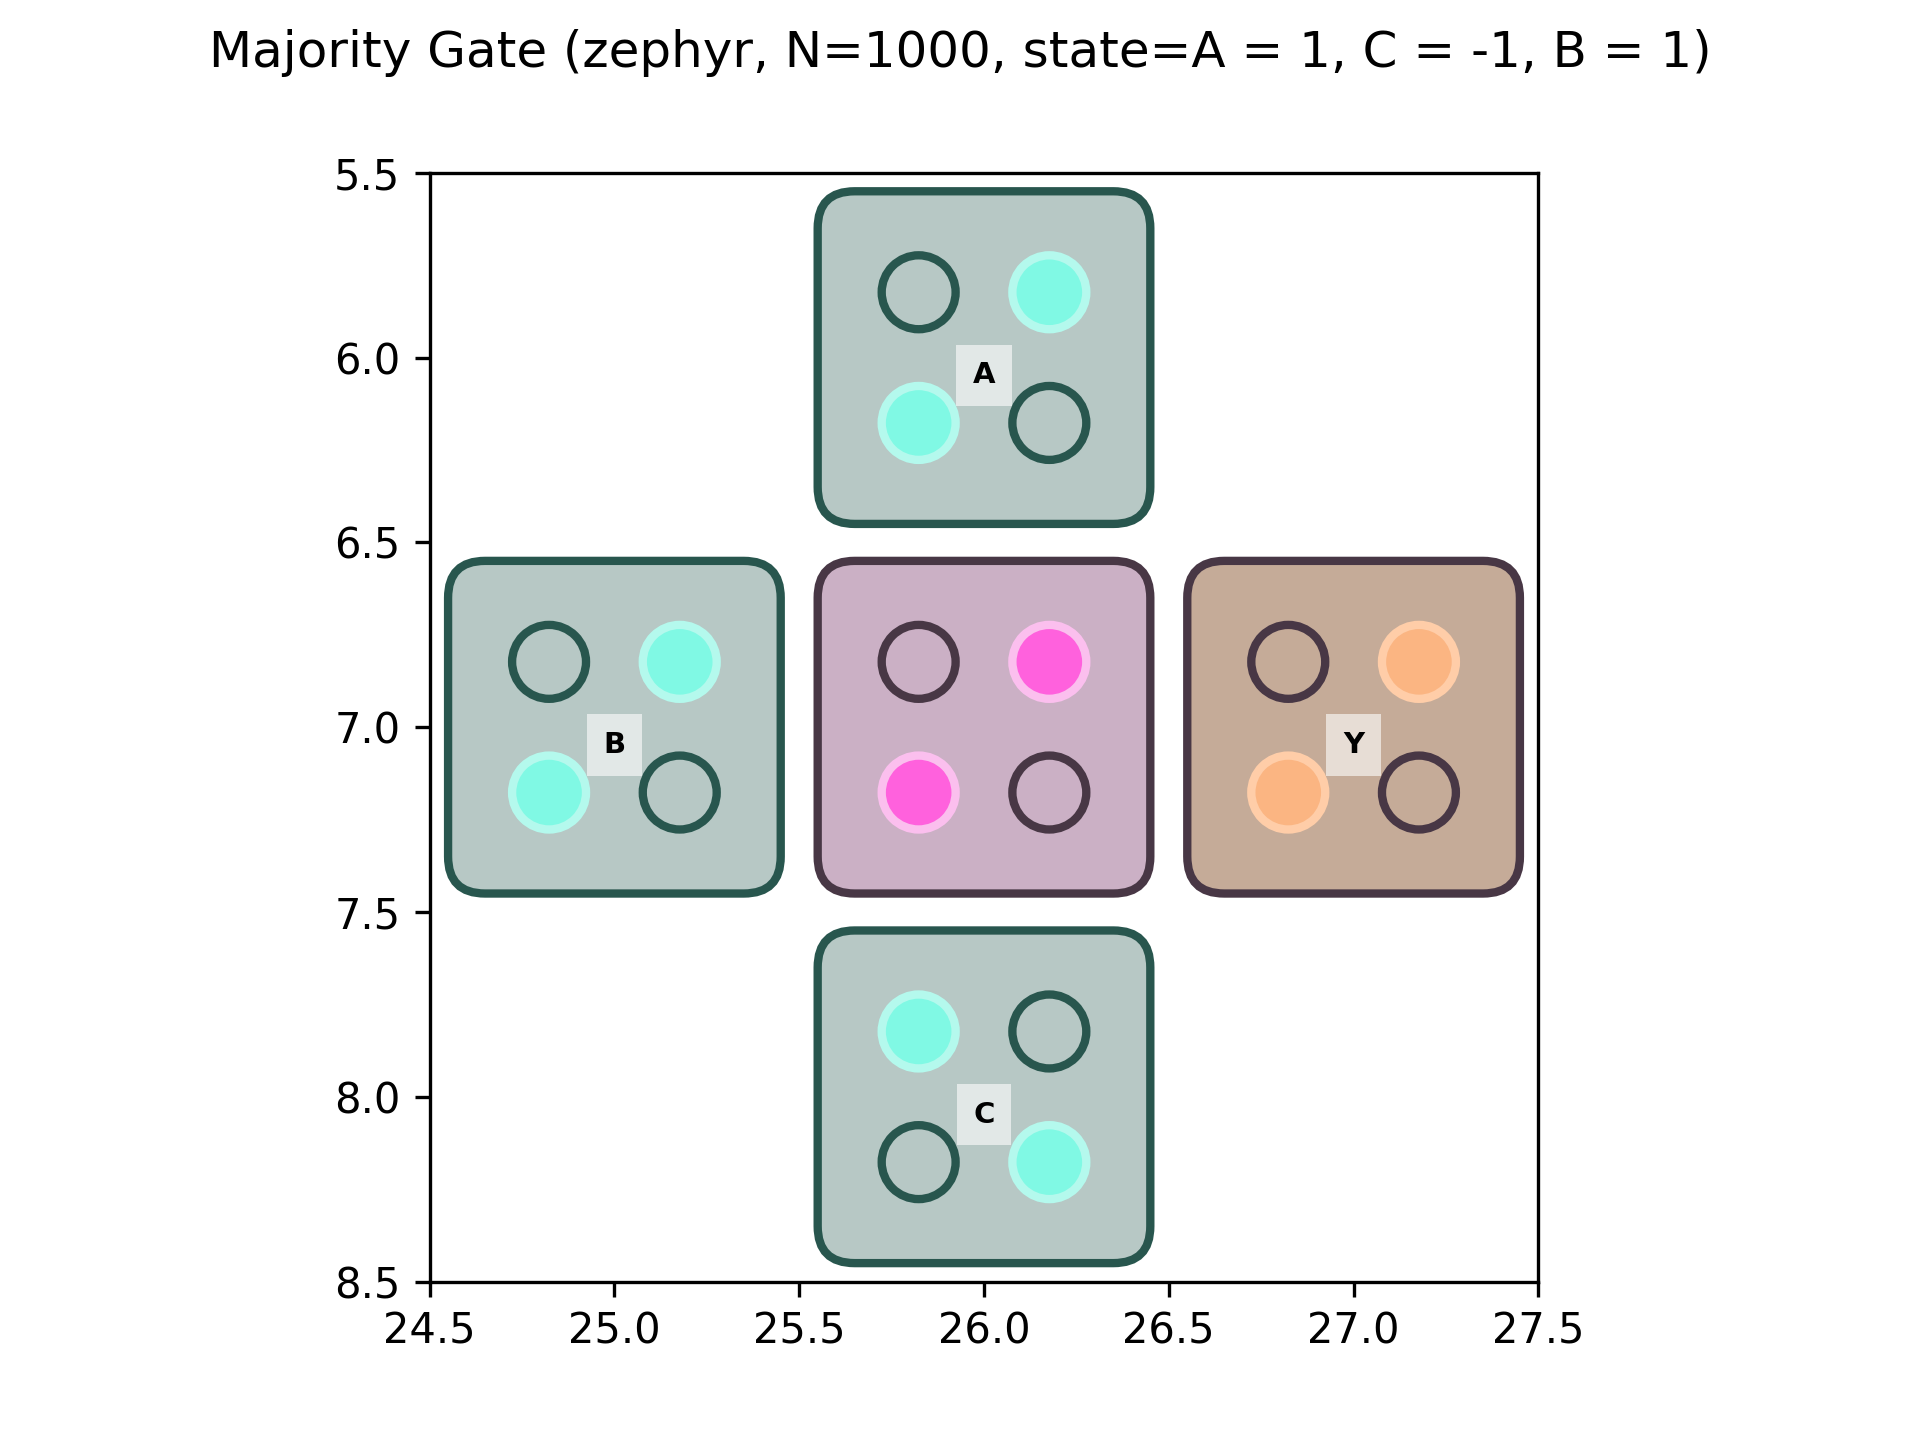 Majority Gate (zephyr, N=1000, state=A = 1, C = -1, B = 1)
5.5
A
6.0
6.5
B
Y
7.0
7.5
C
8.0
8.5
24.5 25.0 25.5 26.0 26.5 27.0 27.5